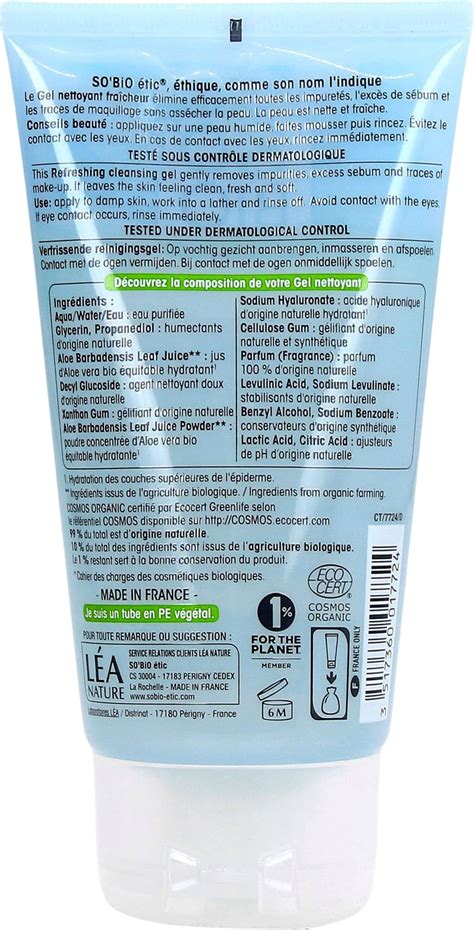 SO'BiO étic®, éthique, comme son nom l'indique
Le Gel nettoyant fraîcheur élimine efficacement toutes les impuretés, l'excès de sébum et
les traces de maquillage sans assécher la peau. La peau est nette et fraîche.
Conseils beauté : appliquez sur une peau humide, faites mousser puis rincez. Évitez le
contact avec les yeux. En cas de contact avec les yeux, rincez immédiatement.
TESTÉ SOUS CONTRÔLE DERMATOLOGIQUE
This Refreshing cleansing gel gently removes impurities, excess sebum and traces of
make-up. It leaves the skin feeling clean, fresh and soft.
Use: apply to damp skin, work into a lather and rinse off. Avoid contact with the eyes.
If eye contact occurs, rinse immediately.
TESTED UNDER DERMATOLOGICAL CONTROL
Verfrissende reinigingsgel: Op vochtig gezicht aanbrengen, inmasseren en afspoelen.
Contact met de ogen vermijden. Bij contact met de ogen onmiddellijk spoelen.
Découvrez la composition de votre Gel nettoyant
Ingrédients :
Aqua/Water/Eau : eau purifiée
Glycerin, Propanediol : humectants
d'origine naturelle
Aloe Barbadensis Leaf Juice** : jus
d'Aloe vera bio équitable hydratant¹
Decyl Glucoside : agent nettoyant doux
d'origine naturelle
Xanthan Gum : gélifiant d'origine naturelle
Aloe Barbadensis Leaf Juice Powder** :
poudre concentrée d'Aloe vera bio
équitable hydratante¹
Sodium Hyaluronate : acide hyaluronique
d'origine naturelle hydratant¹
Cellulose Gum : gélifiant d'origine
naturelle et synthétique
Parfum (Fragrance) : parfum
100 % d'origine naturelle
Levulinic Acid, Sodium Levulinate :
stabilisants d'origine naturelle
Benzyl Alcohol, Sodium Benzoate :
conservateurs d'origine synthétique
Lactic Acid, Citric Acid : ajusteurs
de pH d'origine naturelle
1. Hydratation des couches supérieures de l'épiderme.
** Ingrédients issus de l'agriculture biologique. / Ingredients from organic farming.
COSMOS ORGANIC certifié par Ecocert Greenlife selon
le référentiel COSMOS disponible sur http://COSMOS.ecocert.com
99 % du total est d'origine naturelle.
10 % du total des ingrédients sont issus de l'agriculture biologique.
Le 1 % restant sert à la bonne conservation du produit.
* Cahier des charges des cosmétiques biologiques.
- MADE IN FRANCE -
Je suis un tube en PE végétal.
POUR TOUTE REMARQUE OU SUGGESTION :
LÉA
NATURE
SERVICE RELATIONS CLIENTS LÉA NATURE
SO'BiO étic
CS 30004 - 17183 PERIGNY CEDEX
La Rochelle - MADE IN FRANCE
www.sobio-etic.com
Laboratoires LÉA / Distrinat - 17180 Périgny - France
1%
FOR THE
PLANET
MEMBER
6M
ECO
CERT
COSMOS
ORGANIC
F FRANCE ONLY
CT/7724/D
3 517360 017724